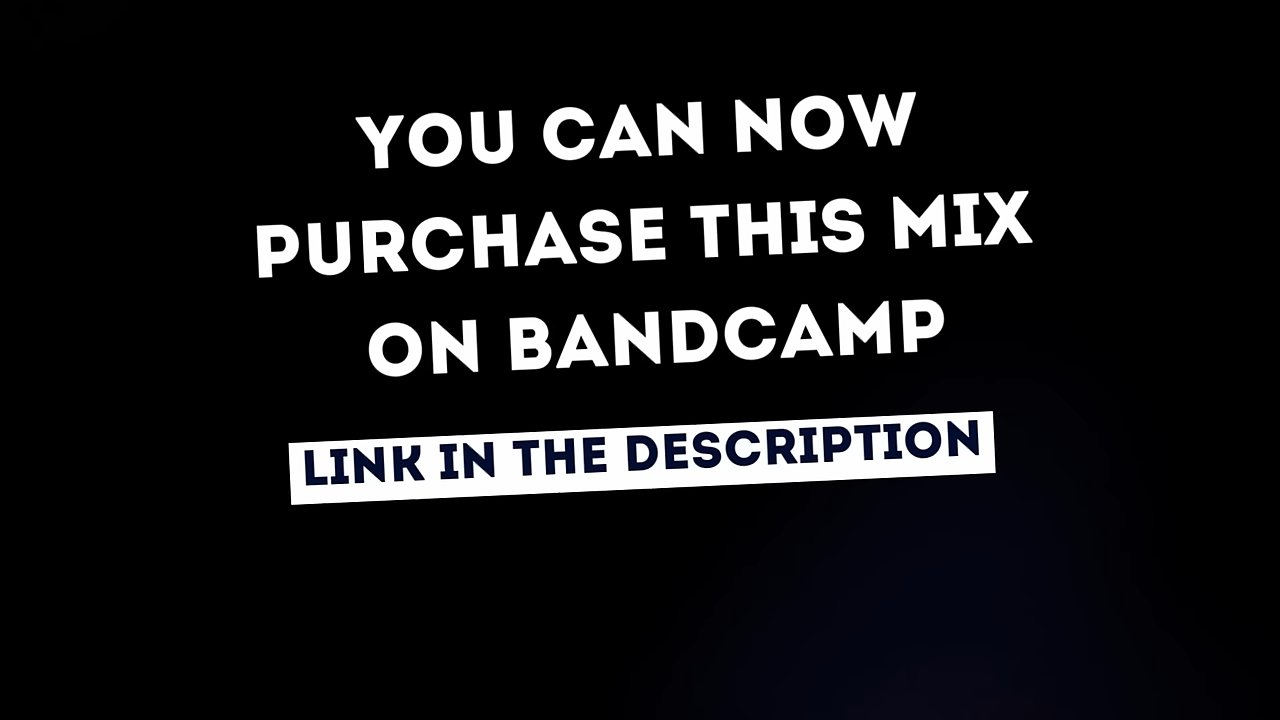 YOU CAN NOW
PURCHASE THIS MIX
ON BANDCAMP
LINK IN THE DESCRIPTION